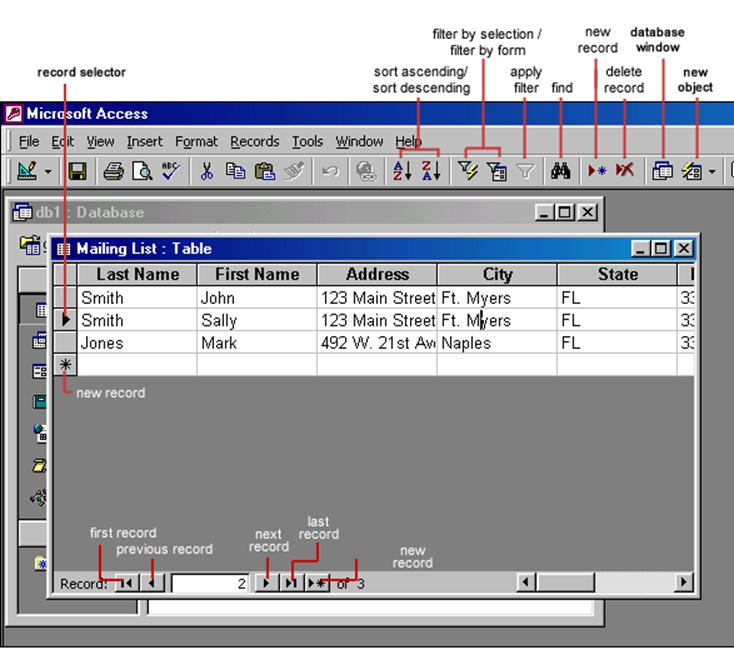 filter by selection /
filter by form
new
record
database
window
record selector
sort ascending/
sort descending
apply
filter
find
delete
record
new
object
Microsoft Access
File Edit View Insert Format Records Tools Window Help
ABC
A Z Z A
db1 : Database
Mailing List : Table
Last Name First Name Address City State
Smith John 123 Main Street Ft. Myers FL 33
Smith Sally 123 Main Street Ft. Myers FL 33
Jones Mark 492 W. 21st Av Naples FL 33
new record
first record
previous record
next
record
last
record
new
record
Record: 2 of 3